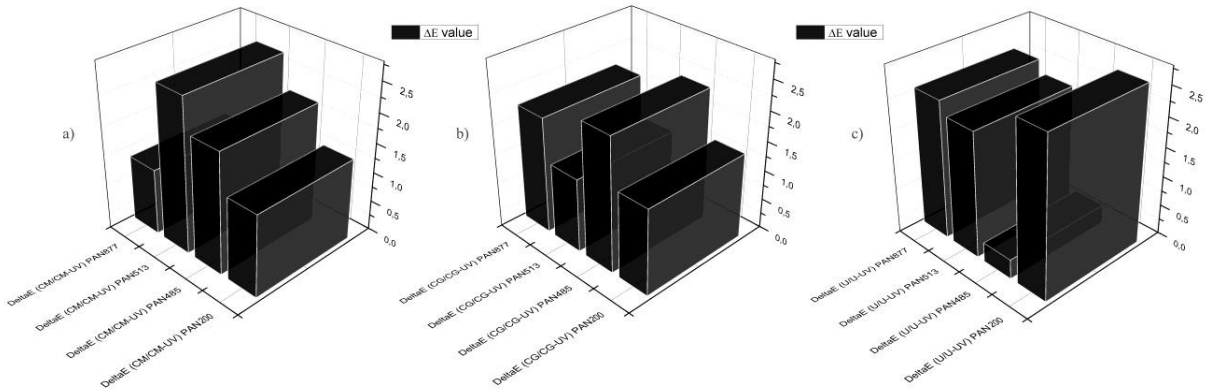 ΔE value
ΔE value
a)
2,5
2,0
1,5
1,0
0,5
0,0
DeltaE (CM/CM-UV) PAN877
DeltaE (CM/CM-UV) PAN513
DeltaE (CM/CM-UV) PAN485
DeltaE (CM/CM-UV) PAN200
b)
2,5
2,0
1,5
1,0
0,5
0,0
DeltaE (CG/CG-UV) PAN877
DeltaE (CG/CG-UV) PAN513
DeltaE (CG/CG-UV) PAN485
DeltaE (CG/CG-UV) PAN200
c)
2,5
2,0
1,5
1,0
0,5
0,0
DeltaE (U/U-UV) PAN877
DeltaE (U/U-UV) PAN513
DeltaE (U/U-UV) PAN485
DeltaE (U/U-UV) PAN200